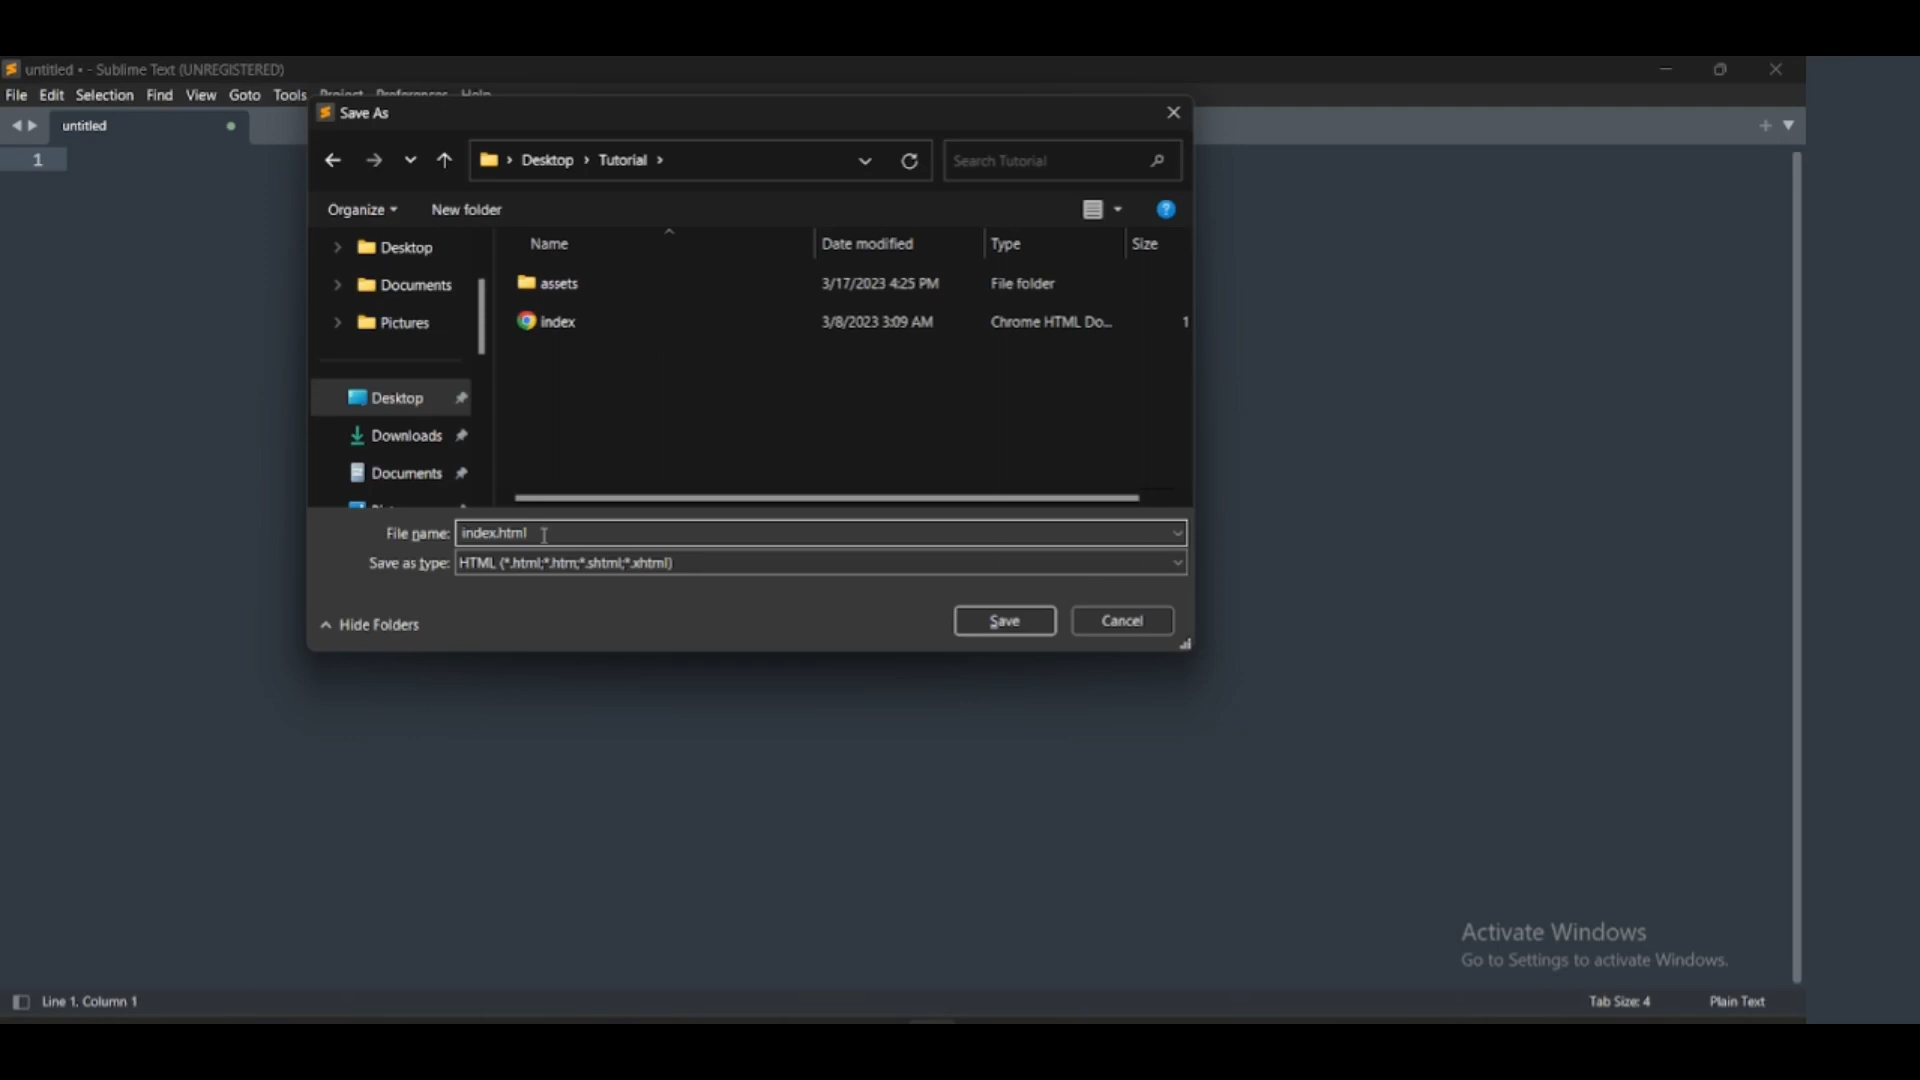 untitled • - Sublime Text (UNREGISTERED)
File Edit Selection Find View Goto Tools Project Preferences Help
untitled
1
Save As
Desktop > Tutorial >
Search Tutorial
Organize
New folder
Desktop
Documents
Pictures
Desktop
Downloads
Documents
Name Date modified Type Size
assets 3/17/2023 4:25 PM File folder
index 3/8/2023 3:09 AM Chrome HTML Do... 1
File name: index.html
Save as type: HTML (*.html;*.htm;*.shtml;*.xhtml)
Hide Folders
Save
Cancel
Activate Windows
Go to Settings to activate Windows.
Line 1, Column 1
Tab Size: 4
Plain Text